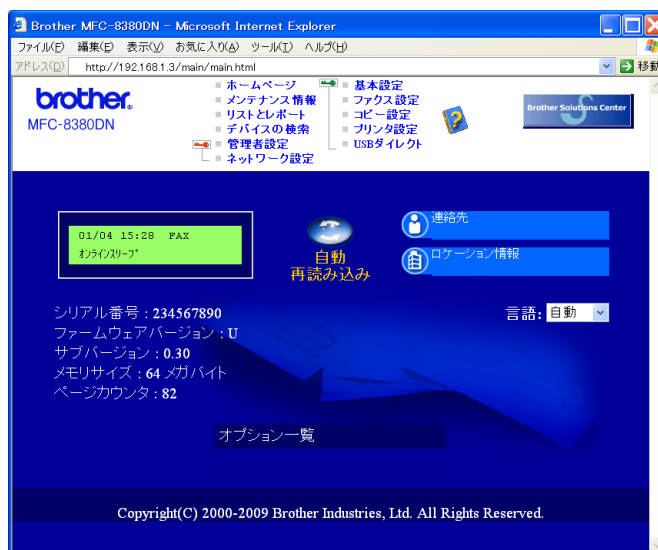 Brother MFC-8380DN - Microsoft Internet Explorer
ファイル(F) 編集(E) 表示(V) お気に入り(A) ツール(T) ヘルプ(H)
アドレス(D) http://192.168.1.3/main/main.html 移動
brother.
MFC-8380DN
ホームページ
メンテナンス情報
リストとレポート
デバイスの検索
管理者設定
ネットワーク設定
基本設定
ファクス設定
コピー設定
プリンタ設定
USBダイレクト
Brother Solutions Center
01/04 15:28 FAX
オンラインスリープ
自動
再読み込み
連絡先
ロケーション情報
シリアル番号 : 234567890
ファームウェアバージョン : U
サブバージョン : 0.30
メモリサイズ : 64 メガバイト
ページカウンタ : 82
言語: 自動
オプション一覧
Copyright(C) 2000-2009 Brother Industries, Ltd. All Rights Reserved.